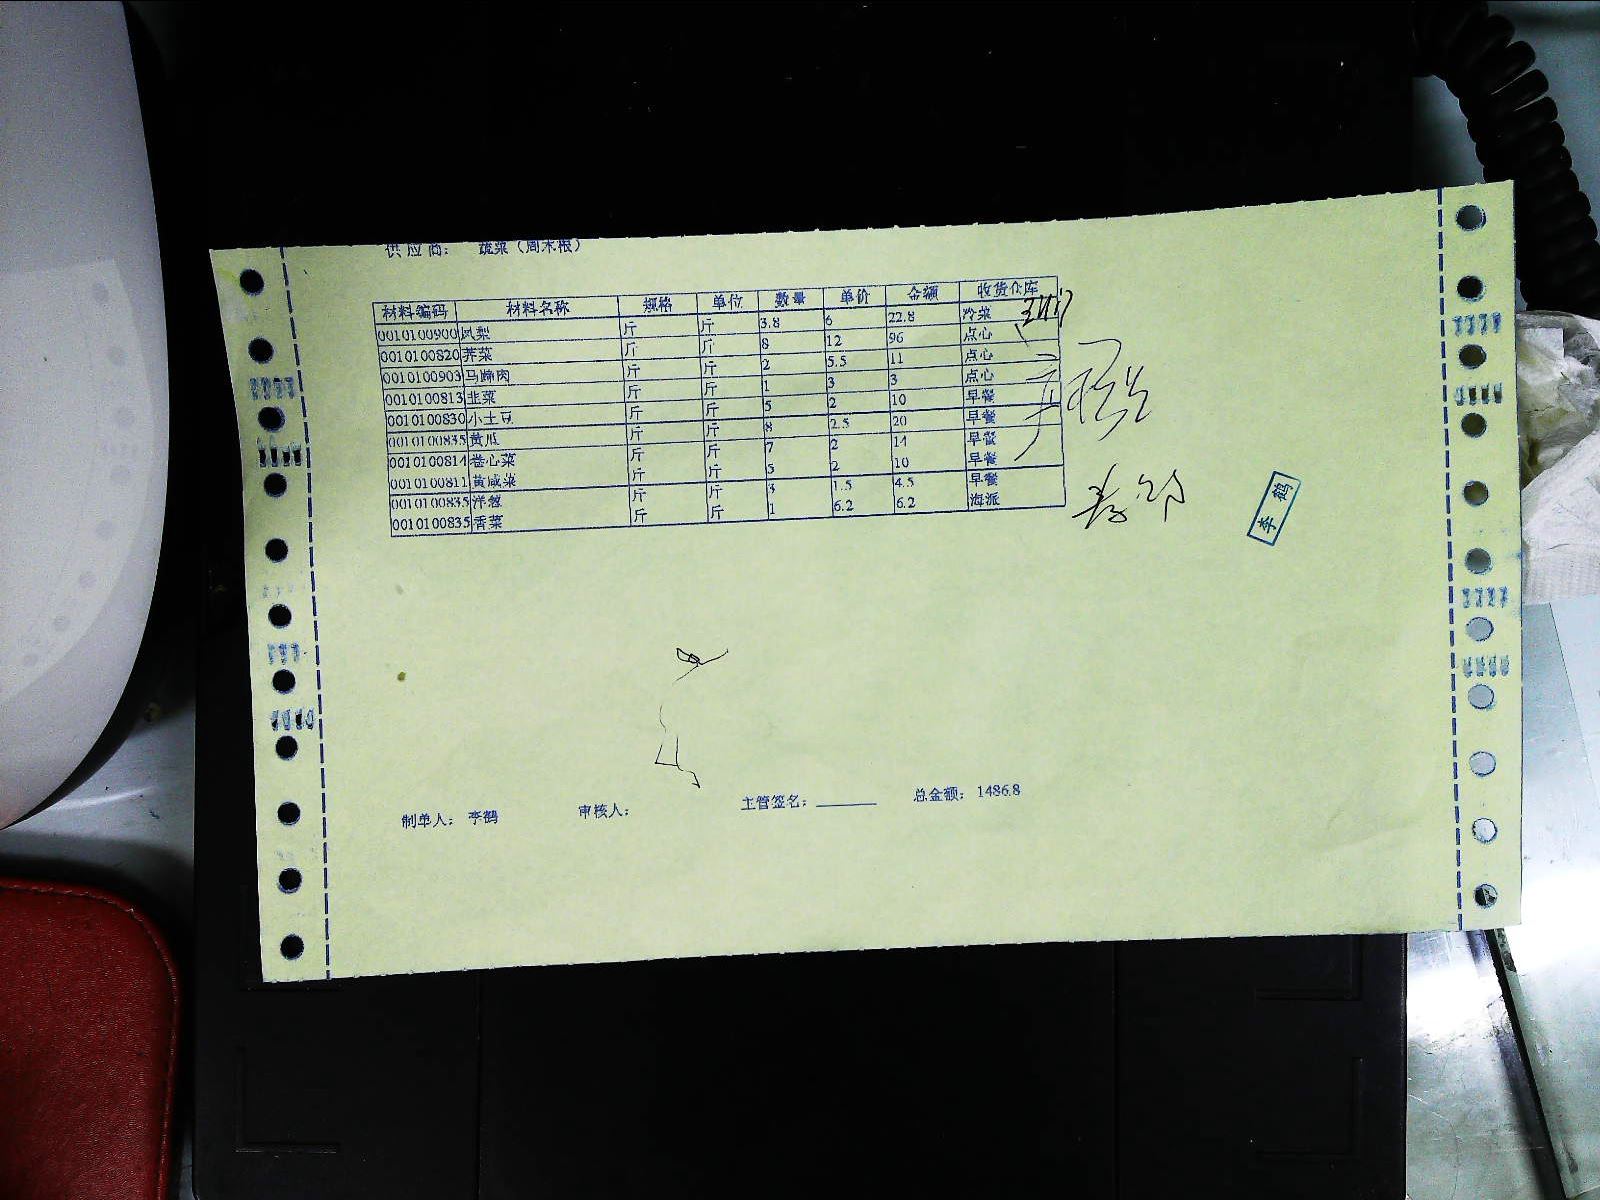 供应商： 蔬菜（周木根）
材料编码 材料名称 规格 单位 数量 单价 金额 收货仓库
0010100900 凤梨 斤 斤 3.8 6 22.8 冷菜
0010100820 荠菜 斤 斤 8 12 96 点心
0010100903 马蹄肉 斤 斤 2 5.5 11 点心
0010100813 韭菜 斤 斤 1 3 3 点心
0010100830 小土豆 斤 斤 5 2 10 早餐
0010100835 黄瓜 斤 斤 8 2.5 20 早餐
0010100814 卷心菜 斤 斤 7 2 14 早餐
0010100811 黄咸菜 斤 斤 5 2 10 早餐
0010100835 洋葱 斤 斤 3 1.5 4.5 早餐
0010100835 香菜 斤 斤 1 6.2 6.2 海派
李鹤
制单人： 李鹤 审核人： 主管签名： 总金额： 1486.8